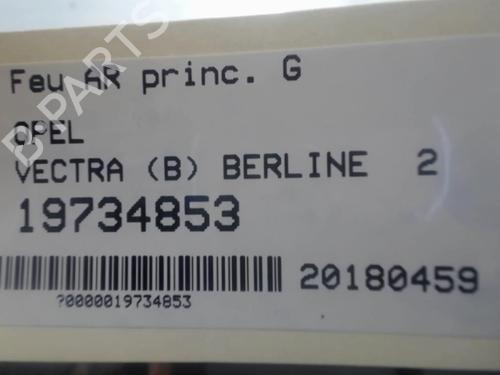 Feu AR princ. G
OPEL
VECTRA (B) BERLINE 2
19734853
20180459
?0000019734853
B-PARTS